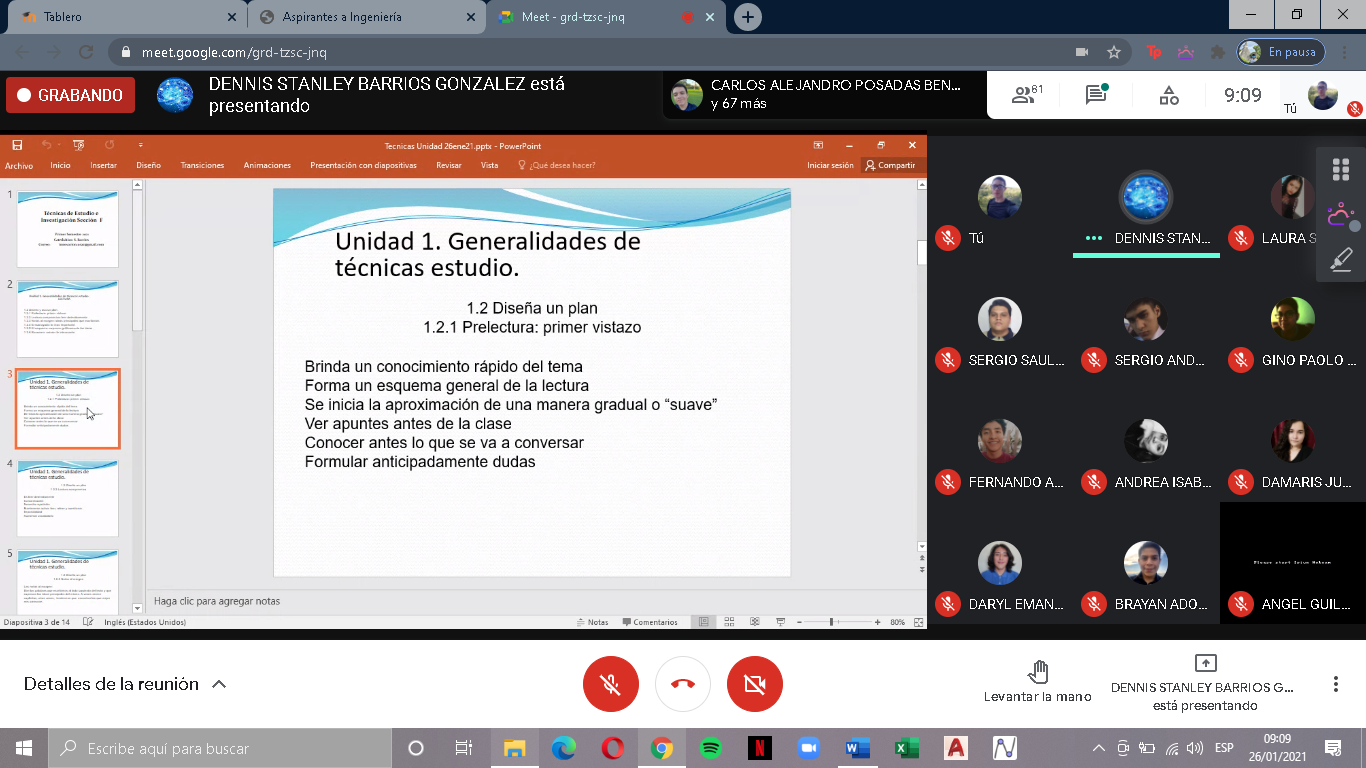 Tablero
Aspirantes a Ingeniería
Meet - grd-tzsc-jnq
meet.google.com/grd-tzsc-jnq
En pausa
GRABANDO
DENNIS STANLEY BARRIOS GONZALEZ está
presentando
CARLOS ALEJANDRO POSADAS BEN...
y 67 más
61
9:09
Tú
Tecnicas Unidad 26ene21.pptx - PowerPoint
Archivo Inicio Insertar Diseño Transiciones Animaciones Presentación con diapositivas Revisar Vista ¿Qué desea hacer? Iniciar sesión Compartir
1
Técnicas de Estudio e
Investigación Sección F
2
3
Unidad 1. Generalidades de
técnicas estudio.
4
Unidad 1. Generalidades de
técnicas estudio.
5
Unidad 1. Generalidades de
técnicas estudio.
Unidad 1. Generalidades de
técnicas estudio.
1.2 Diseña un plan
1.2.1 Prelectura: primer vistazo
Brinda un conocimiento rápido del tema
Forma un esquema general de la lectura
Se inicia la aproximación de una manera gradual o “suave”
Ver apuntes antes de la clase
Conocer antes lo que se va a conversar
Formular anticipadamente dudas
Haga clic para agregar notas
Diapositiva 3 de 14 Inglés (Estados Unidos) Notas Comentarios 80%
Tú
DENNIS STAN...
LAURA S
SERGIO SAUL...
SERGIO AND...
GINO PAOLO ...
FERNANDO A...
ANDREA ISAB...
DAMARIS JU...
DARYL EMAN...
BRAYAN ADO...
ANGEL GUIL...
Detalles de la reunión
Levantar la mano
DENNIS STANLEY BARRIOS G...
está presentando
Escribe aquí para buscar
ESP
09:09
26/01/2021